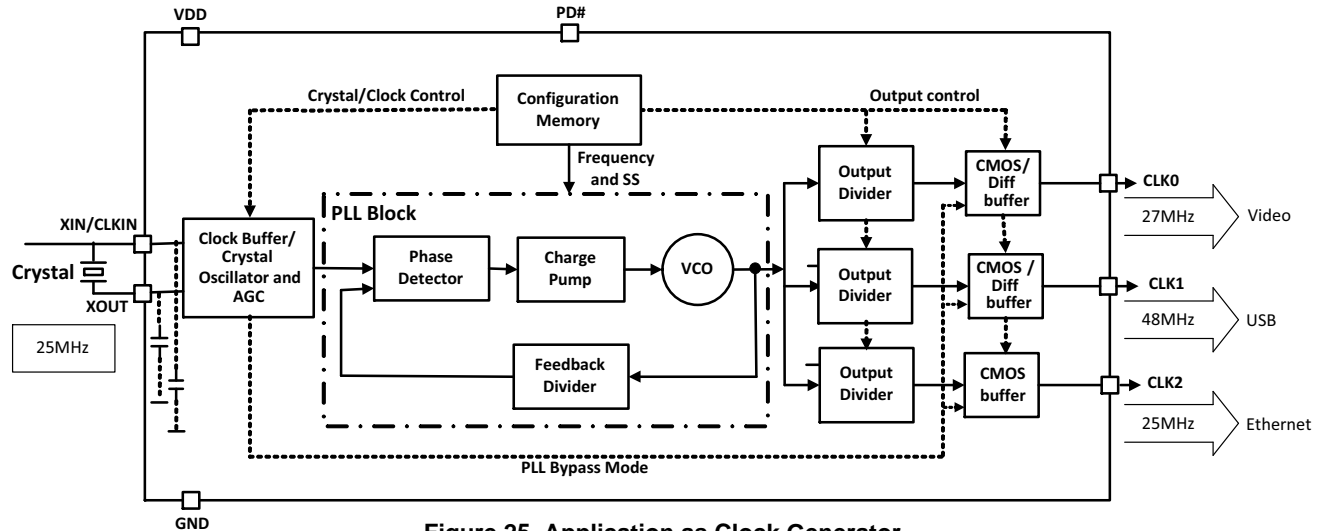 VDD
PD#
Crystal/Clock Control
Configuration
Memory
Output control
Frequency
and SS
Output
Divider
CMOS/
Diff
buffer
CLK0
27MHz
Video
PLL Block
XIN/CLKIN
Crystal
XOUT
25MHz
Clock Buffer/
Crystal
Oscillator and
AGC
Phase
Detector
Charge
Pump
VCO
Output
Divider
CMOS /
Diff
buffer
CLK1
48MHz
USB
Feedback
Divider
Output
Divider
CMOS
buffer
CLK2
25MHz
Ethernet
PLL Bypass Mode
GND
Figure 25. Application as Clock Generator